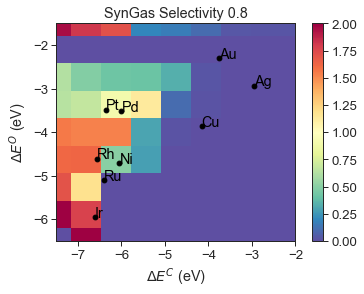 SynGas Selectivity 0.8
ΔE^O (eV)
−2
−3
−4
−5
−6
Au
Ag
Pt
Pd
Cu
Rh
Ni
Ru
Ir
−7
−6
−5
−4
−3
−2
ΔE^C (eV)
2.00
1.75
1.50
1.25
1.00
0.75
0.50
0.25
0.00